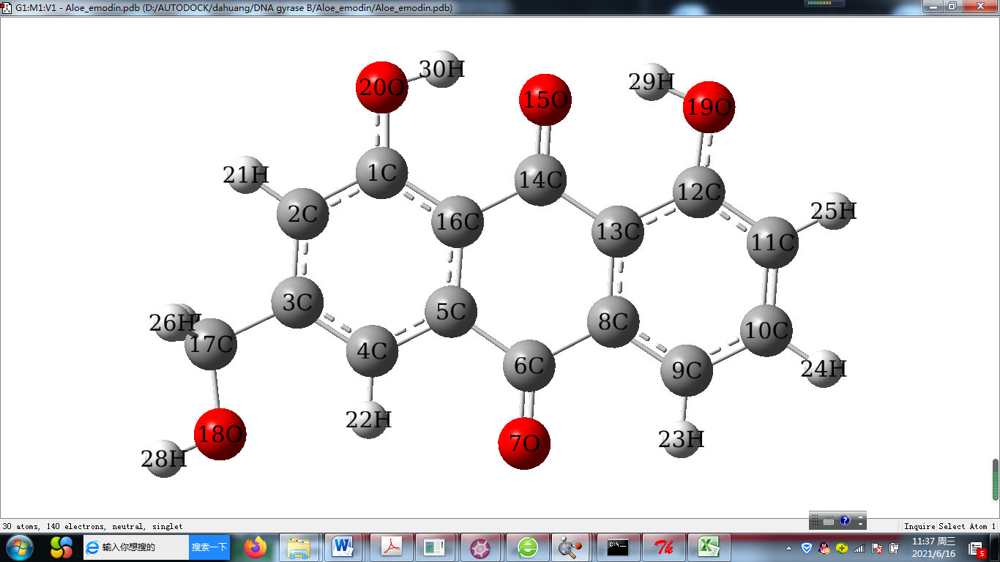 G1:M1:V1 - Aloe_emodin.pdb (D:/AUTODOCK/dahuang/DNA gyrase B/Aloe_emodin/Aloe_emodin.pdb)
30H
20O
15O
29H
19O
21H
1C
14C
12C
2C
16C
13C
25H
11C
3C
5C
8C
26H
17C
4C
6C
9C
10C
24H
22H
18O
7O
23H
28H
30 atoms, 140 electrons, neutral, singlet
Inquire
Select Atom 1
输入你想搜的
搜索一下
C:\
Tk
11:37 周三
2021/6/16
5